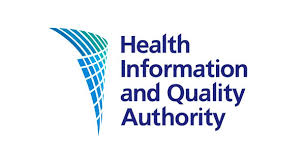 Health
Information
and Quality
Authority